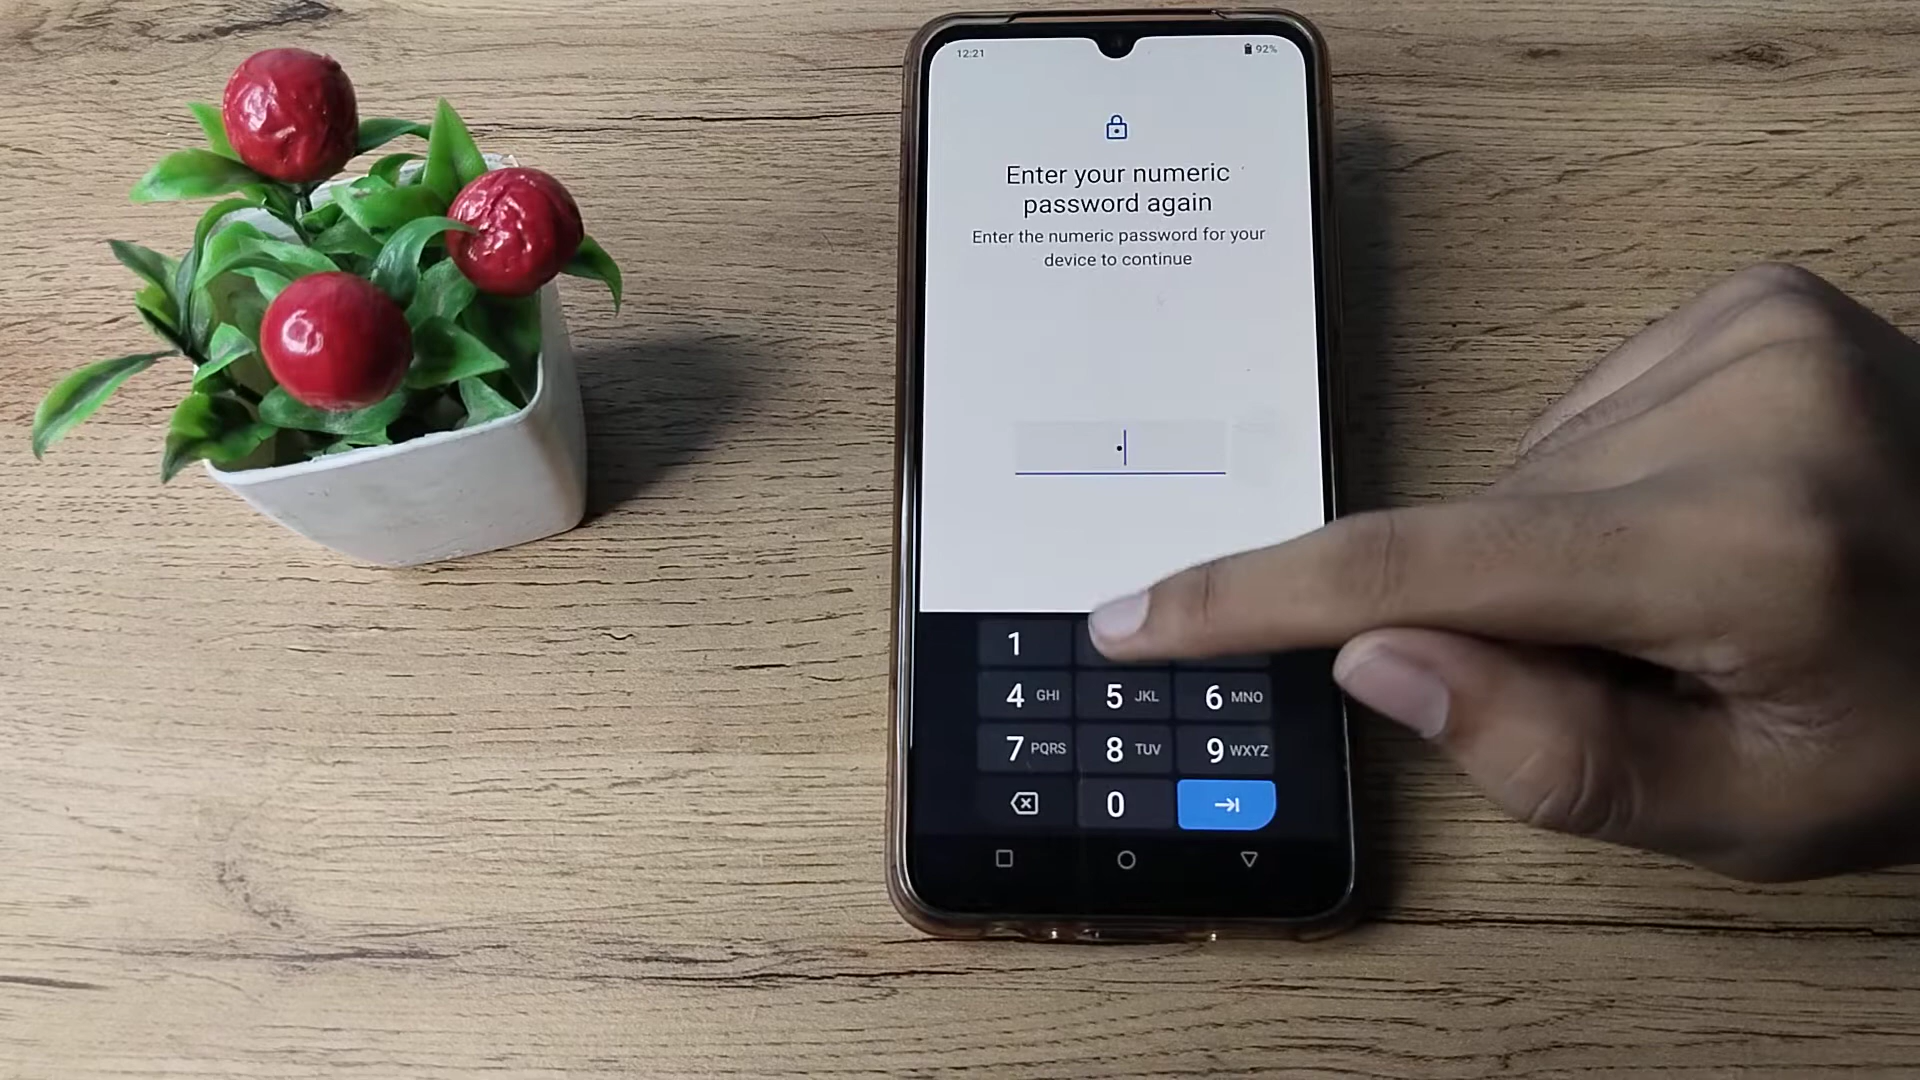 12:21
92%
Enter your numeric
password again
Enter the numeric password for your
device to continue
1
4 GHI 5 JKL 6 MNO
7 PQRS 8 TUV 9 WXYZ
0